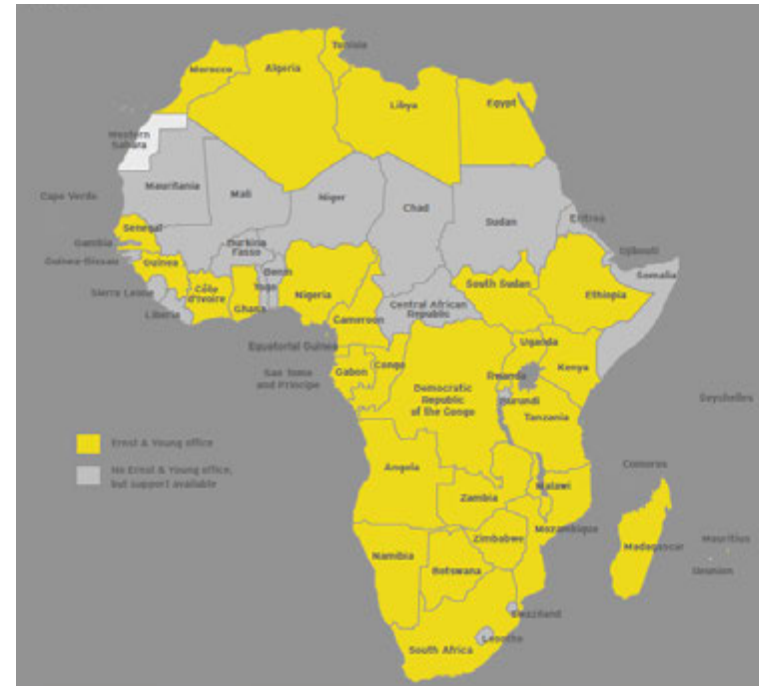 Tunisia
Morocco
Algeria
Libya
Egypt
Western
Sahara
Mauritania
Mali
Niger
Chad
Sudan
Eritrea
Cape Verde
Senegal
Gambia
Guinea-Bissau
Guinea
Burkina
Fasso
Benin
Togo
Djibouti
Somalia
Sierre Leone
Liberia
Côte
d'Ivoire
Ghana
Nigeria
South Sudan
Ethiopia
Central African
Republic
Cameroon
Equatorial Guinea
Sao Tome
and Principe
Gabon
Congo
Uganda
Kenya
Rwanda
Burundi
Democratic
Republic
of the Congo
Tanzania
Seychelles
Ernst & Young office
No Ernst & Young office,
but support available
Angola
Zambia
Malawi
Comoros
Mozambique
Zimbabwe
Madagascar
Mauritius
Namibia
Botswana
Swaziland
Lesotho
South Africa